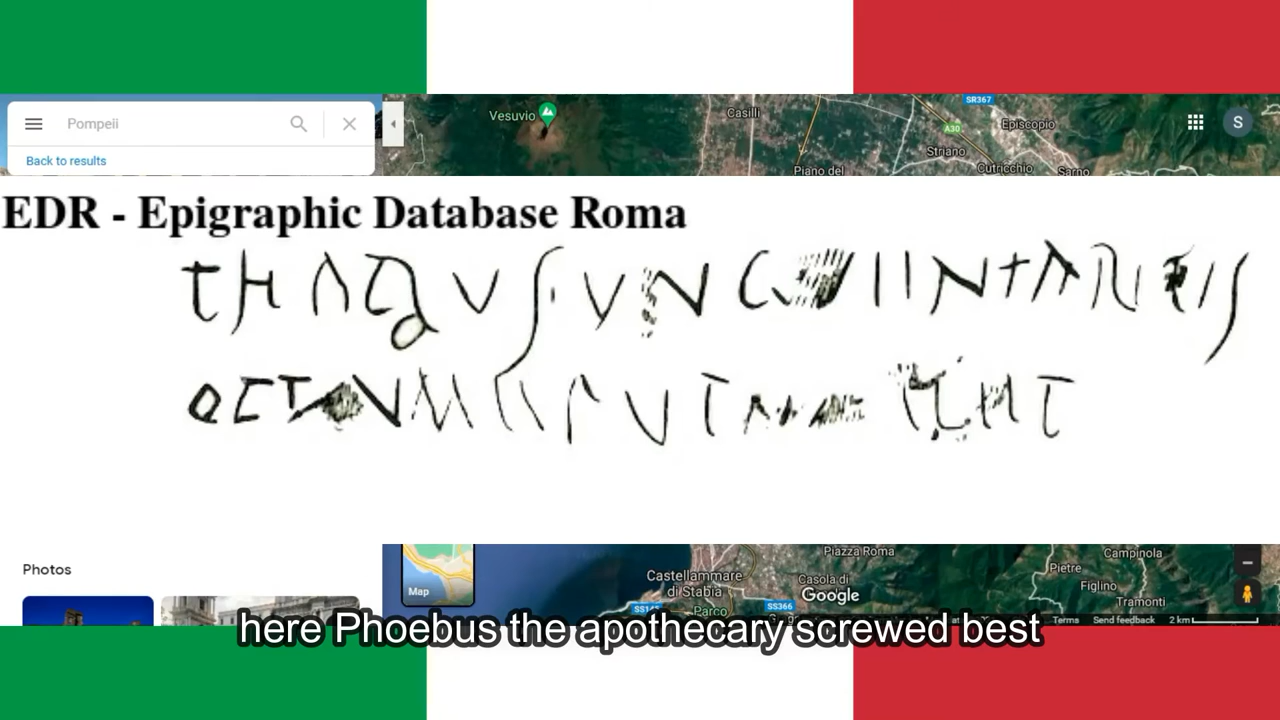 Pompeii
Back to results
Vesuvio
Casilli
SR367
A30
Episcopio
Striano
Cutricchio
Sarno
Piano del
S
EDR - Epigraphic Database Roma
Photos
Map
Piazza Roma
Campinola
Pietre
Castellammare
di Stabia
Casola di
Figlino
Tramonti
Google
SS145
Parco
SS366
Terms Send feedback 2 km
here Phoebus the apothecary screwed best